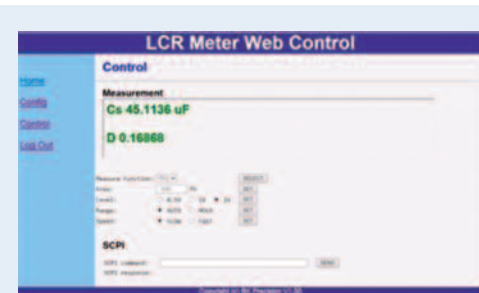 LCR Meter Web Control
Control
Home
Config
Control
Log Out
Measurement
Cs 45.1136 uF
D 0.16868
Measure Function:
SELECT
Freq:
Hz
SET
Level:
SET
Range:
AUTO
HOLD
SET
Speed:
SLOW
FAST
SET
SCPI
SCPI command:
SEND
SCPI response:
Copyright (c) BK Precision